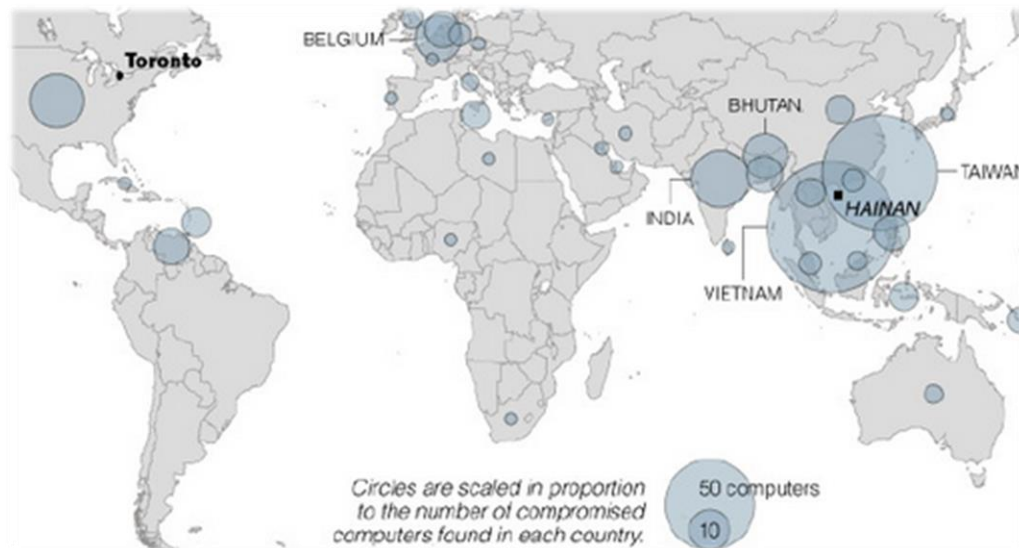 BELGIUM
Toronto
BHUTAN
TAIWAN
INDIA
HAINAN
VIETNAM
Circles are scaled in proportion
to the number of compromised
computers found in each country.
50 computers
10